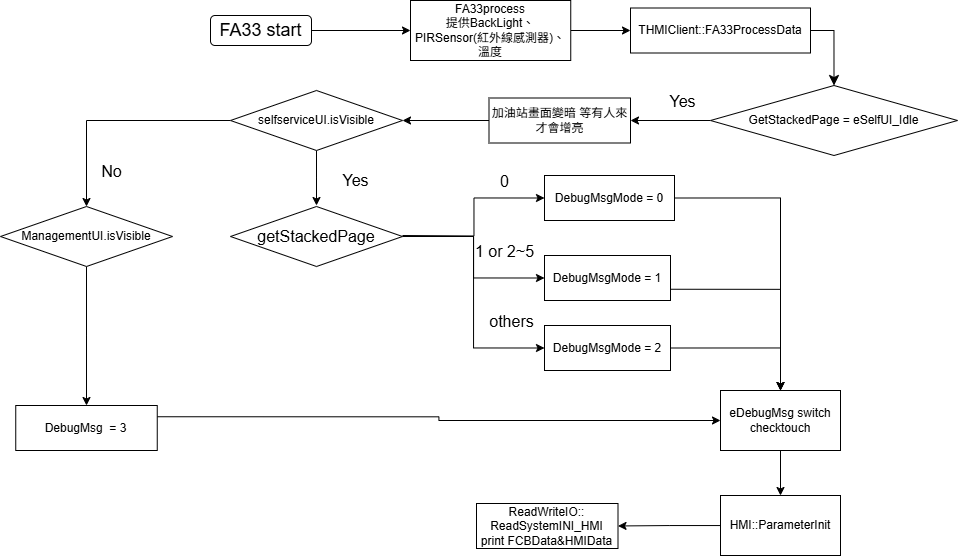 FA33 start
FA33process
提供BackLight、
PIRSensor(紅外線感測器)、
溫度
THMIClient::FA33ProcessData
GetStackedPage = eSelfUI_Idle
Yes
加油站畫面變暗 等有人來
才會增亮
selfserviceUI.isVisible
No
Yes
ManagementUI.isVisible
getStackedPage
0
DebugMsgMode = 0
1 or 2~5
DebugMsgMode = 1
others
DebugMsgMode = 2
DebugMsg  = 3
eDebugMsg switch
checktouch
HMI::ParameterInit
ReadWriteIO::
ReadSystemINI_HMI
print FCBData&HMIData